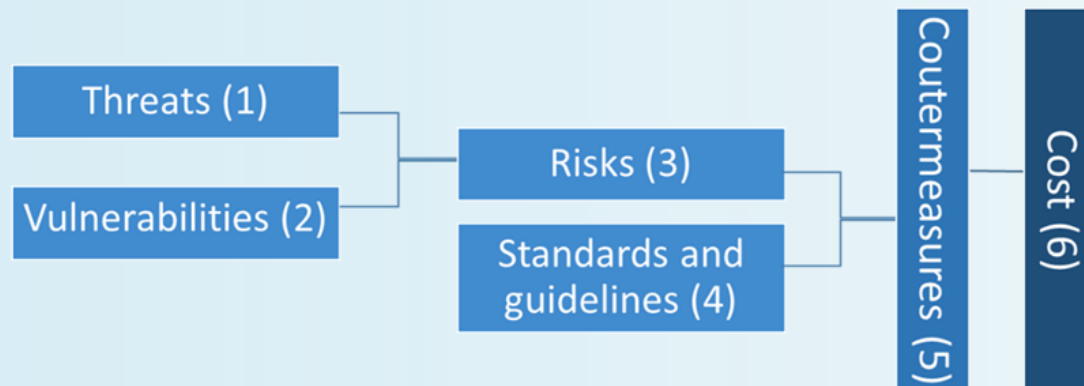 Threats (1)
Vulnerabilities (2)
Risks (3)
Standards and
guidelines (4)
Coutermeasures (5)
Cost (6)